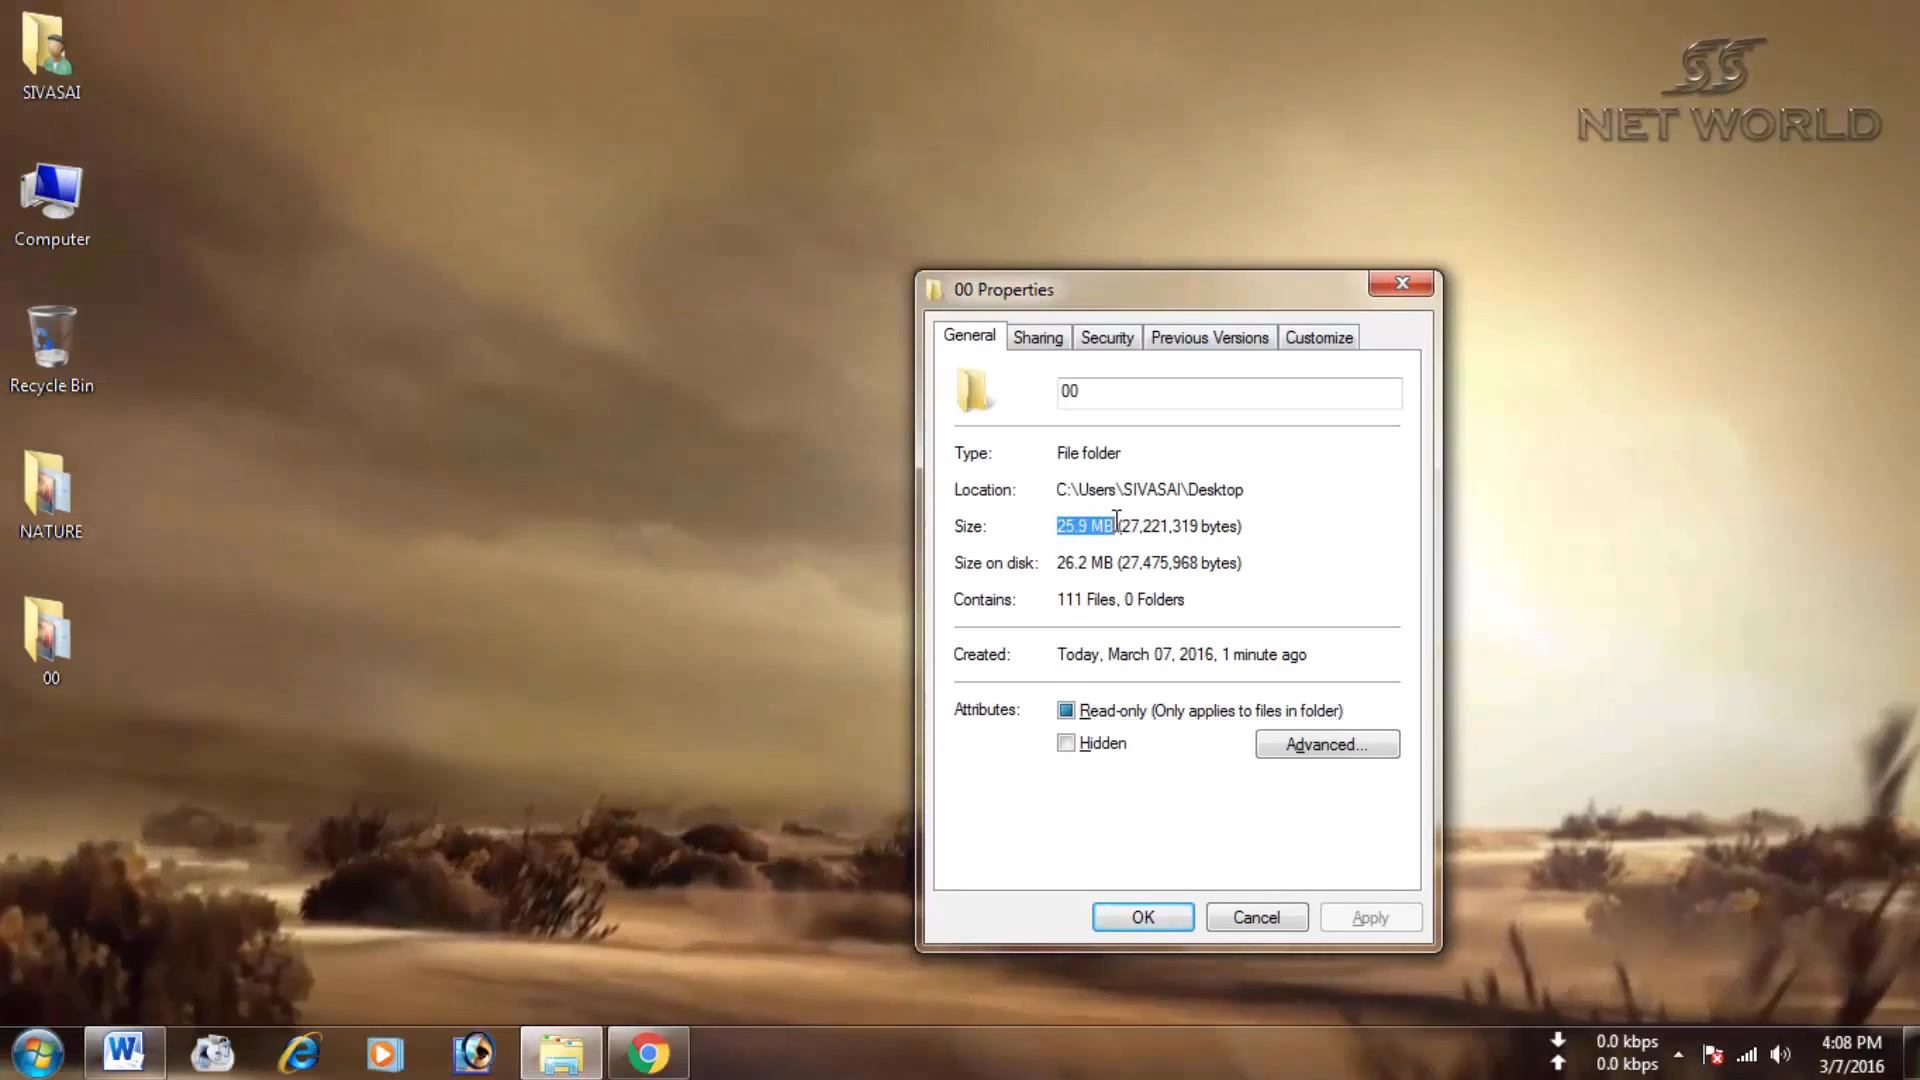 SIVASAI
Computer
Recycle Bin
NATURE
00
SS
NET WORLD
00 Properties
General Sharing Security Previous Versions Customize
00
Type: File folder
Location: C:\Users\SIVASAI\Desktop
Size: 25.9 MB (27,221,319 bytes)
Size on disk: 26.2 MB (27,475,968 bytes)
Contains: 111 Files, 0 Folders
Created: Today, March 07, 2016, 1 minute ago
Attributes: Read-only (Only applies to files in folder)
Hidden Advanced...
OK Cancel Apply
0.0 kbps
0.0 kbps
4:08 PM
3/7/2016